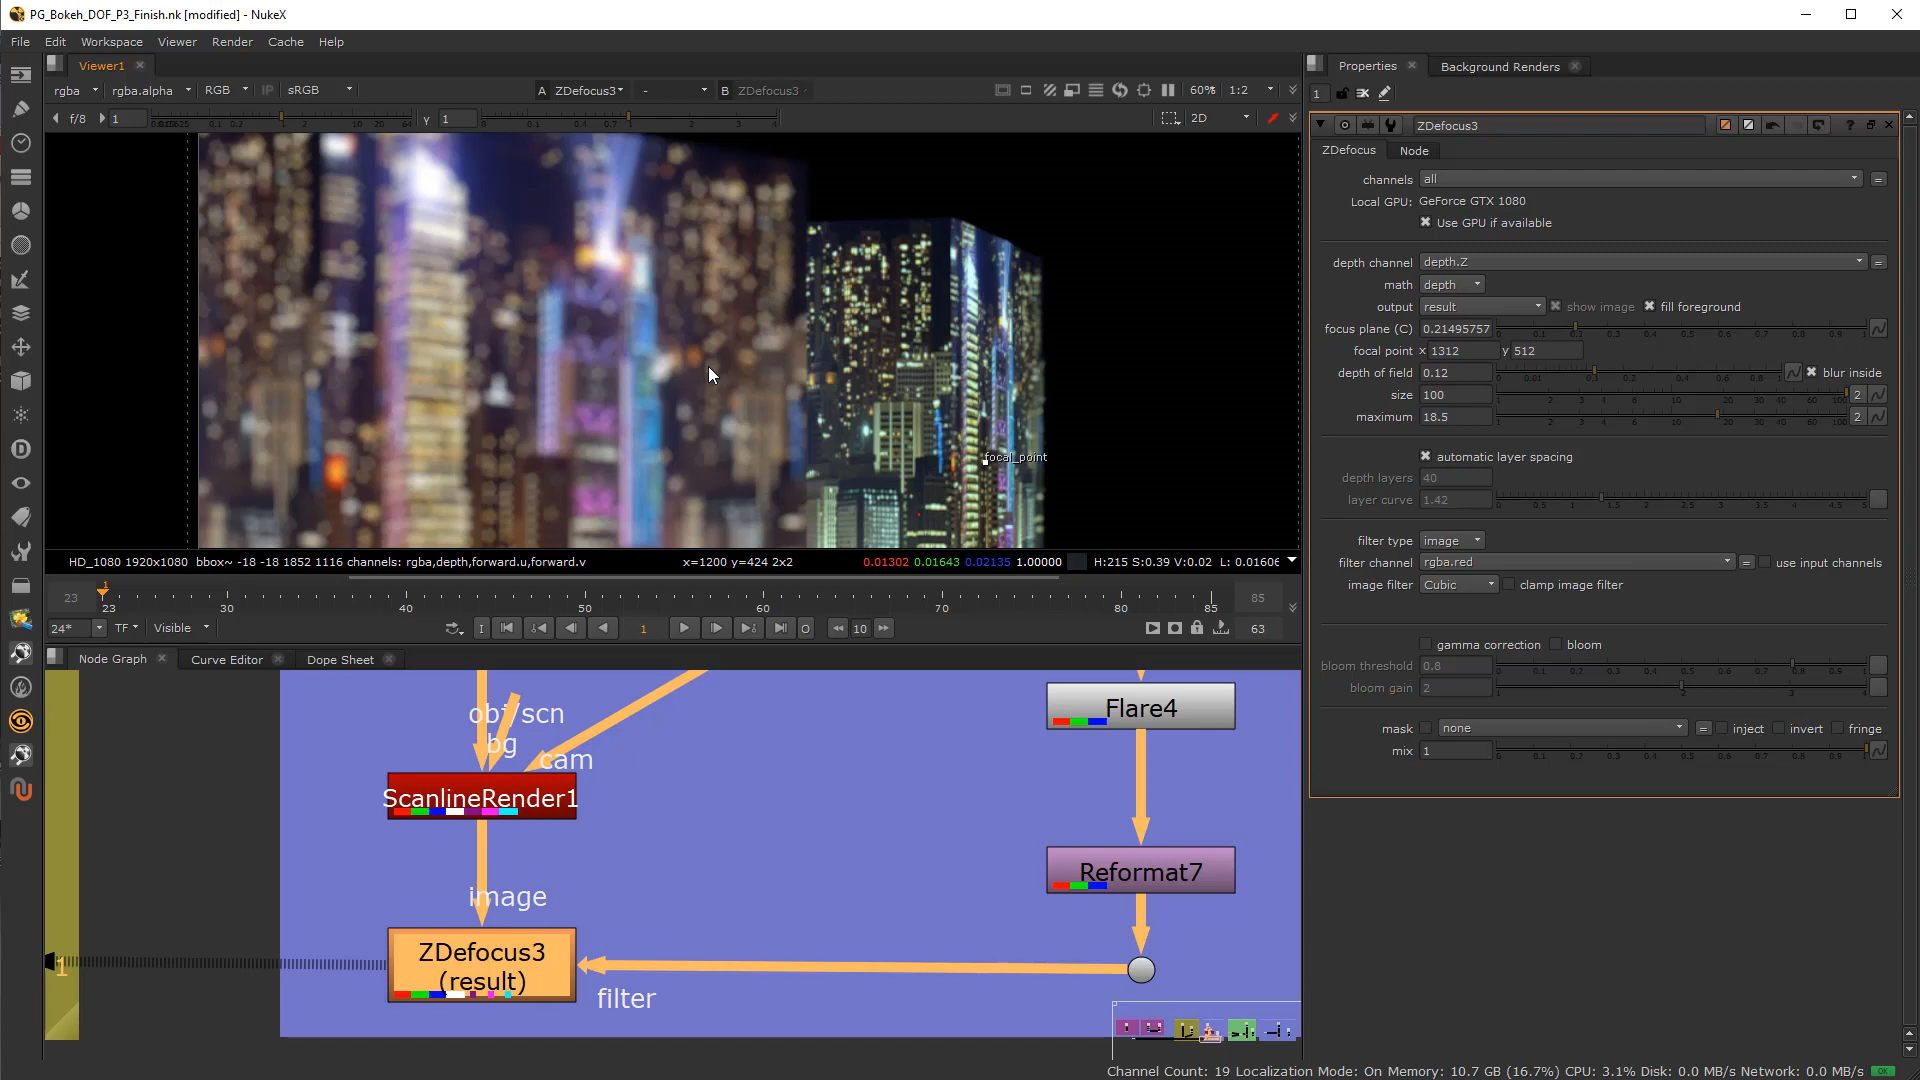 PG_Bokeh_DOF_P3_Finish.nk [modified] - NukeX
File Edit Workspace Viewer Render Cache Help
Viewer1
rgba rgba.alpha RGB IP sRGB A ZDefocus3 - B ZDefocus3 60% 1:2
f/8 1 γ 1 2D
focal_point
HD_1080 1920x1080 bbox~ -18 -18 1852 1116 channels: rgba,depth,forward.u,forward.v x=1200 y=424 2x2 0.01302 0.01643 0.02135 1.00000 H:215 S:0.39 V:0.02 L: 0.01606
1
23 23 30 40 50 60 70 80 85 85
24* TF Visible I 1 O 10 63
Node Graph Curve Editor Dope Sheet
obj/scn
bg
cam
ScanlineRender1
image
ZDefocus3
(result)
1
filter
Flare4
Reformat7
Properties Background Renders
1
ZDefocus3
ZDefocus Node
channels all =
Local GPU: GeForce GTX 1080
Use GPU if available
depth channel depth.Z =
math depth
output result show image fill foreground
focus plane (C) 0.21495757
focal point x 1312 y 512
depth of field 0.12 blur inside
size 100 2
maximum 18.5 2
automatic layer spacing
depth layers 40
layer curve 1.42
filter type image
filter channel rgba.red = use input channels
image filter Cubic clamp image filter
gamma correction bloom
bloom threshold 0.8
bloom gain 2
mask none = inject invert fringe
mix 1
Channel Count: 19 Localization Mode: On Memory: 10.7 GB (16.7%) CPU: 3.1% Disk: 0.0 MB/s Network: 0.0 MB/s OK